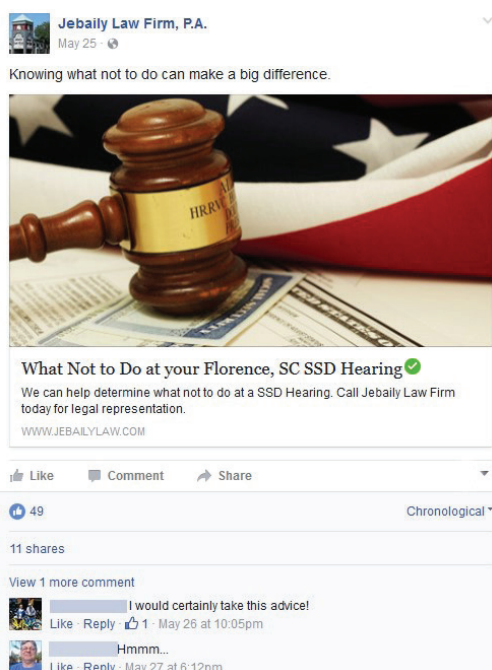 Jebaily Law Firm, P.A.
May 25 ·
Knowing what not to do can make a big difference.
HRRVC
What Not to Do at your Florence, SC SSD Hearing
We can help determine what not to do at a SSD Hearing. Call Jebaily Law Firm
today for legal representation.
WWW.JEBAILYLAW.COM
Like Comment Share
49 Chronological
11 shares
View 1 more comment
I would certainly take this advice!
Like · Reply · 1 · May 26 at 10:05pm
Hmmm...
Like · Reply · May 27 at 6:12pm